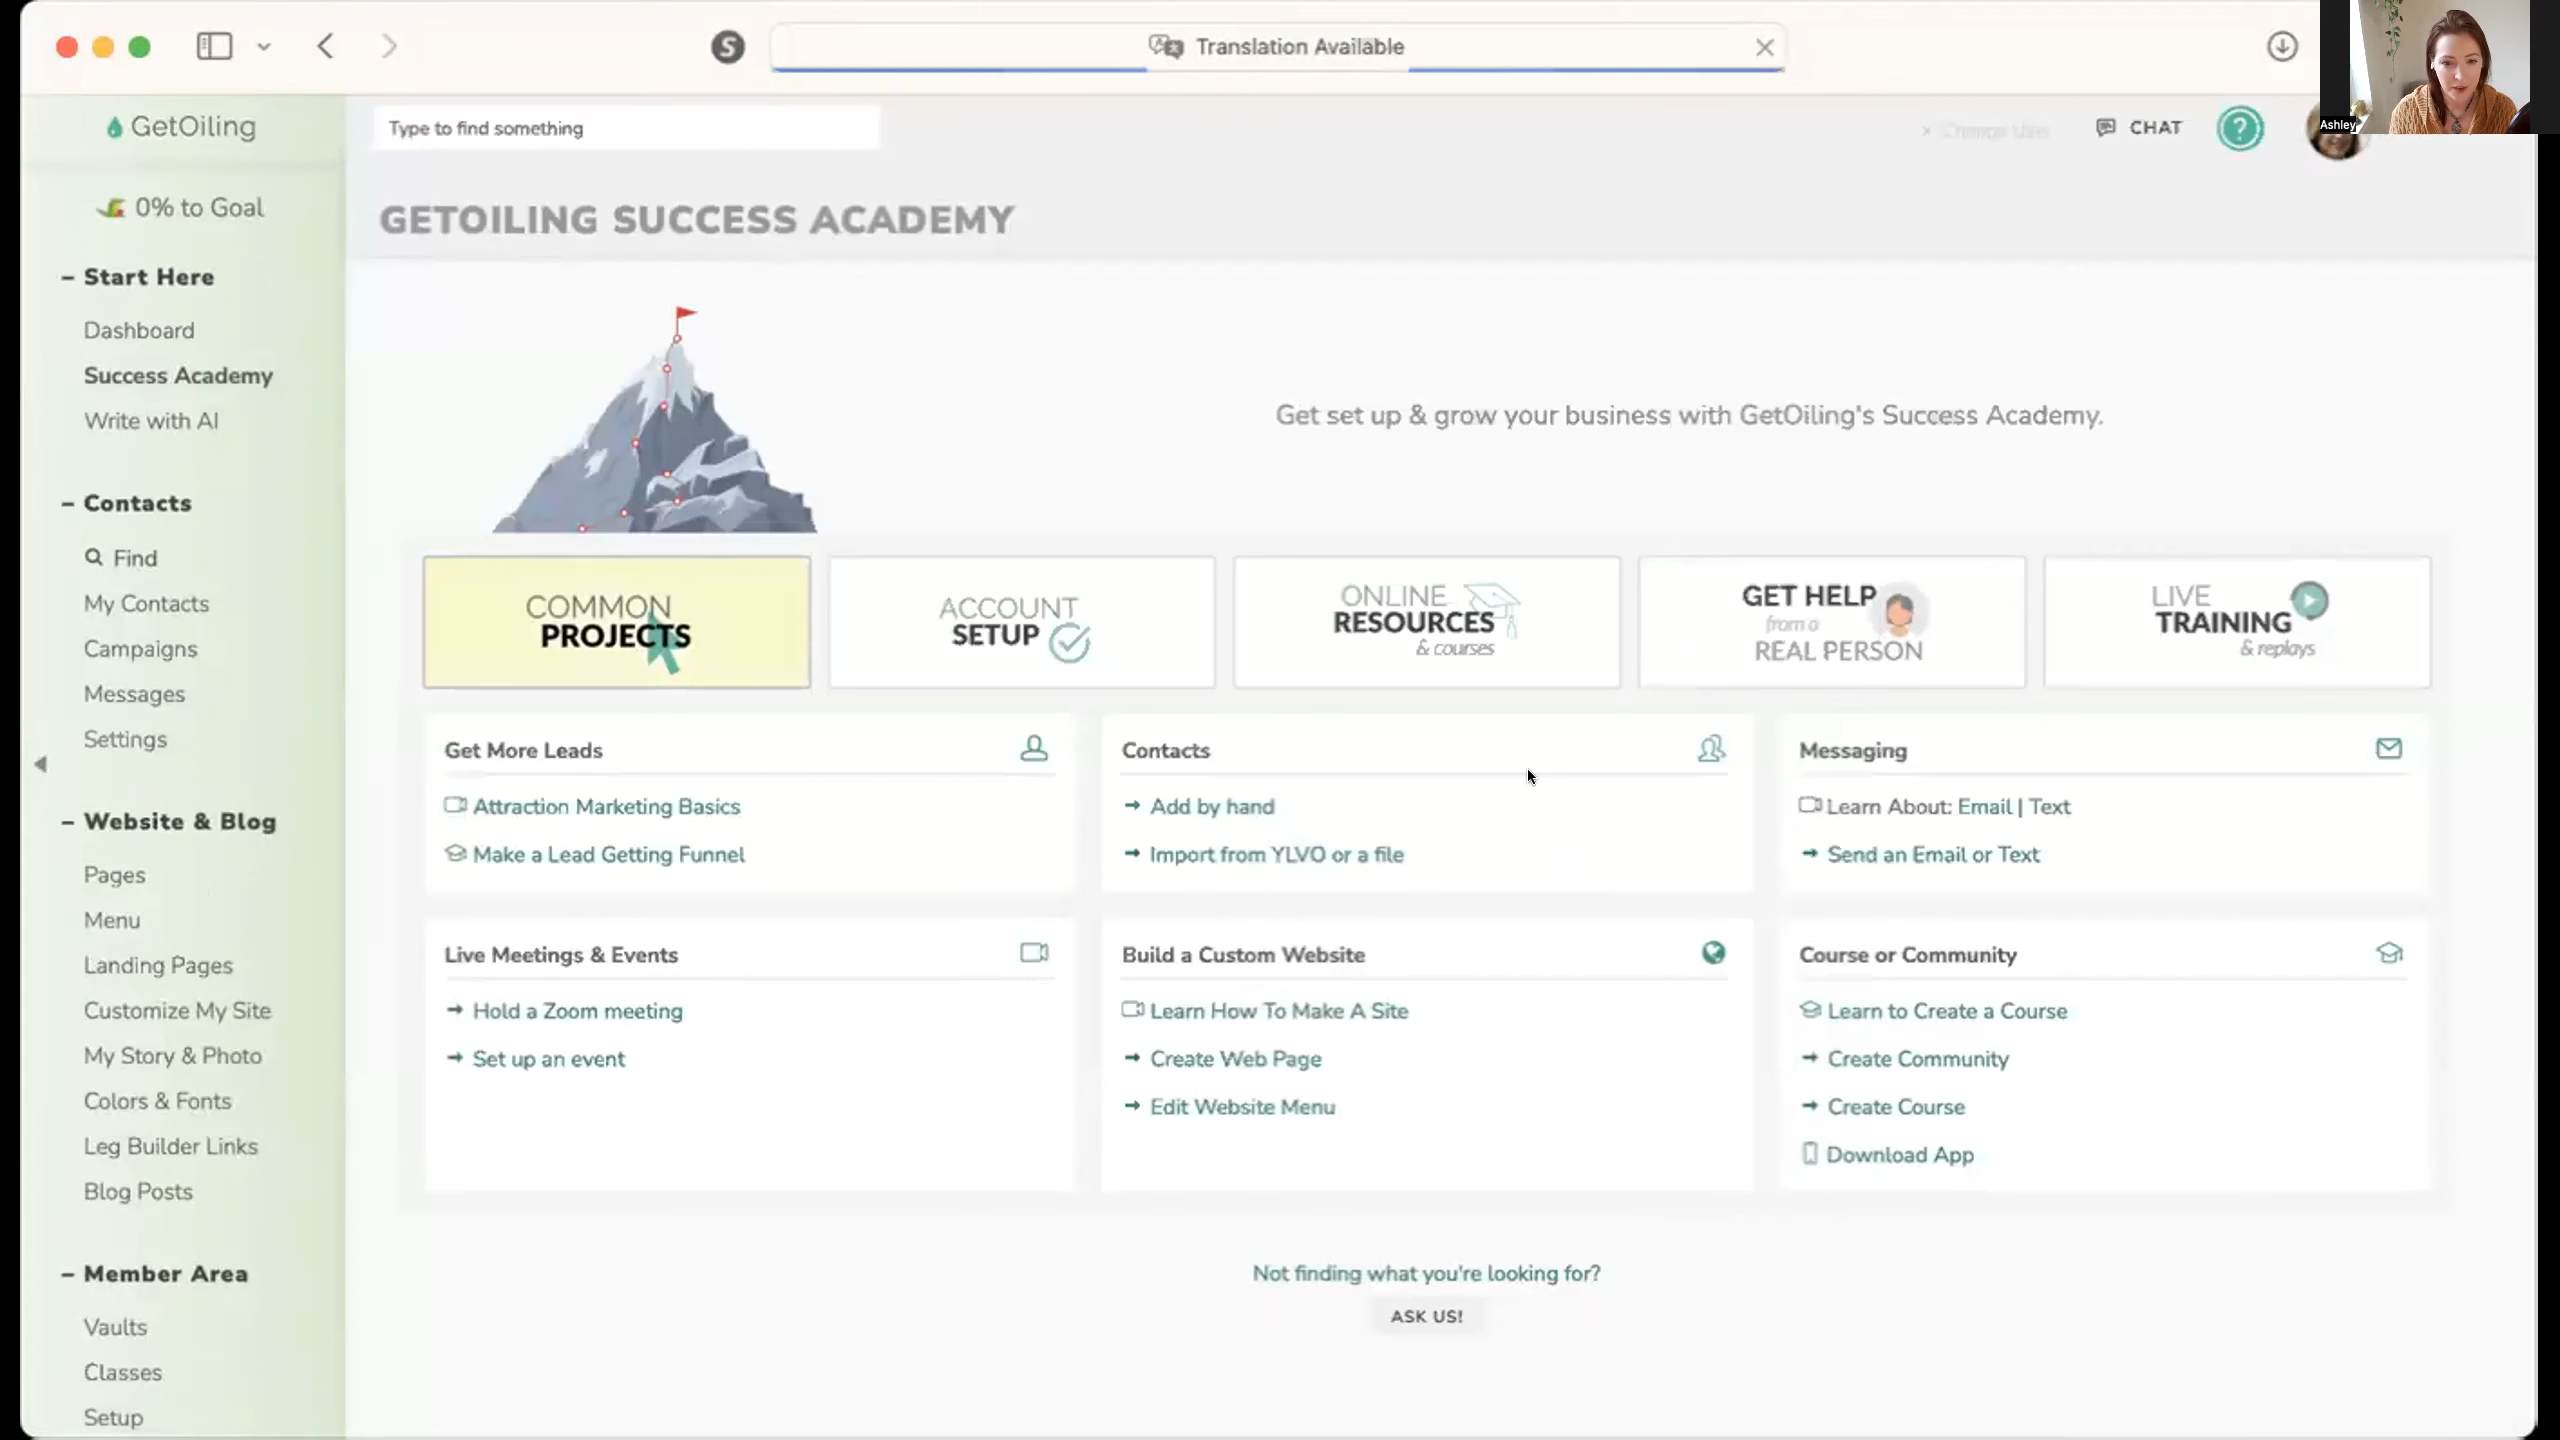 Translation Available
Ashley
GetOiling
Type to find something
× Change User
CHAT
?
0% to Goal
GETOILING SUCCESS ACADEMY
– Start Here
Dashboard
Success Academy
Write with AI
– Contacts
Find
My Contacts
Campaigns
Messages
Settings
– Website & Blog
Pages
Menu
Landing Pages
Customize My Site
My Story & Photo
Colors & Fonts
Leg Builder Links
Blog Posts
– Member Area
Vaults
Classes
Setup
Get set up & grow your business with GetOiling's Success Academy.
COMMON
PROJECTS
ACCOUNT
SETUP
ONLINE
RESOURCES
& courses
GET HELP
from a
REAL PERSON
LIVE
TRAINING
& replays
Get More Leads
Attraction Marketing Basics
Make a Lead Getting Funnel
Contacts
Add by hand
Import from YLVO or a file
Messaging
Learn About: Email | Text
Send an Email or Text
Live Meetings & Events
Hold a Zoom meeting
Set up an event
Build a Custom Website
Learn How To Make A Site
Create Web Page
Edit Website Menu
Course or Community
Learn to Create a Course
Create Community
Create Course
Download App
Not finding what you're looking for?
ASK US!